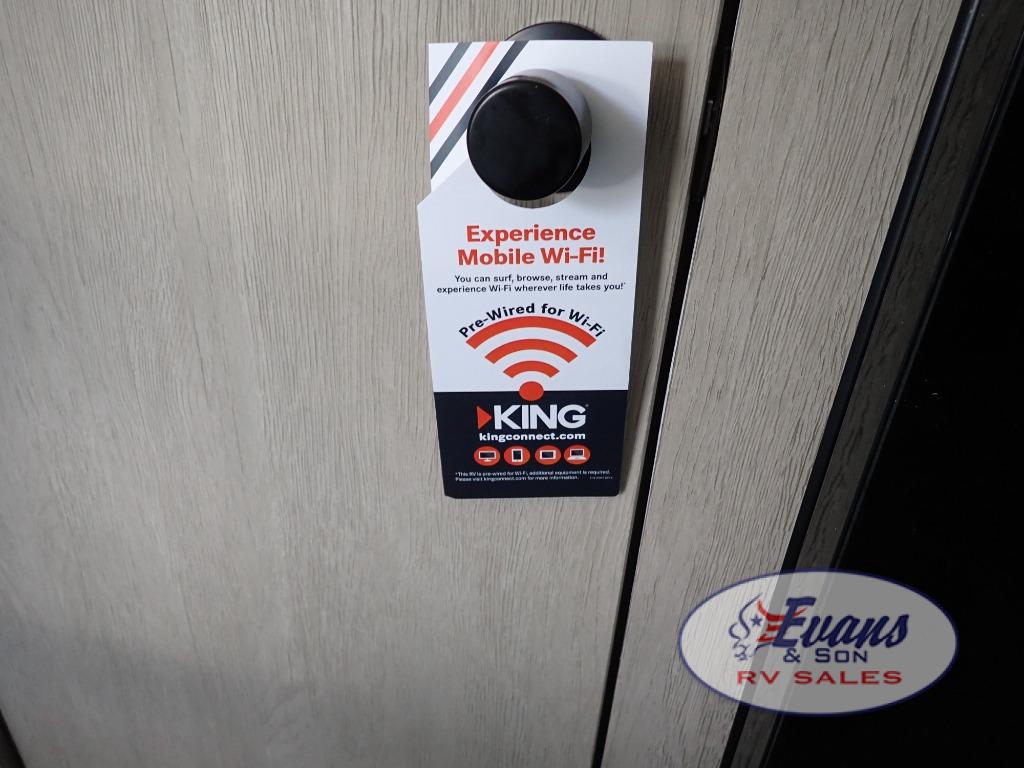 Experience
Mobile Wi-Fi!
You can surf, browse, stream and
experience Wi-Fi wherever life takes you!*
Pre-Wired for Wi-Fi
KING®
kingconnect.com
*This RV is pre-wired for Wi-Fi, additional equipment is required.
Please visit kingconnect.com for more information.
Evans
& Son
RV SALES